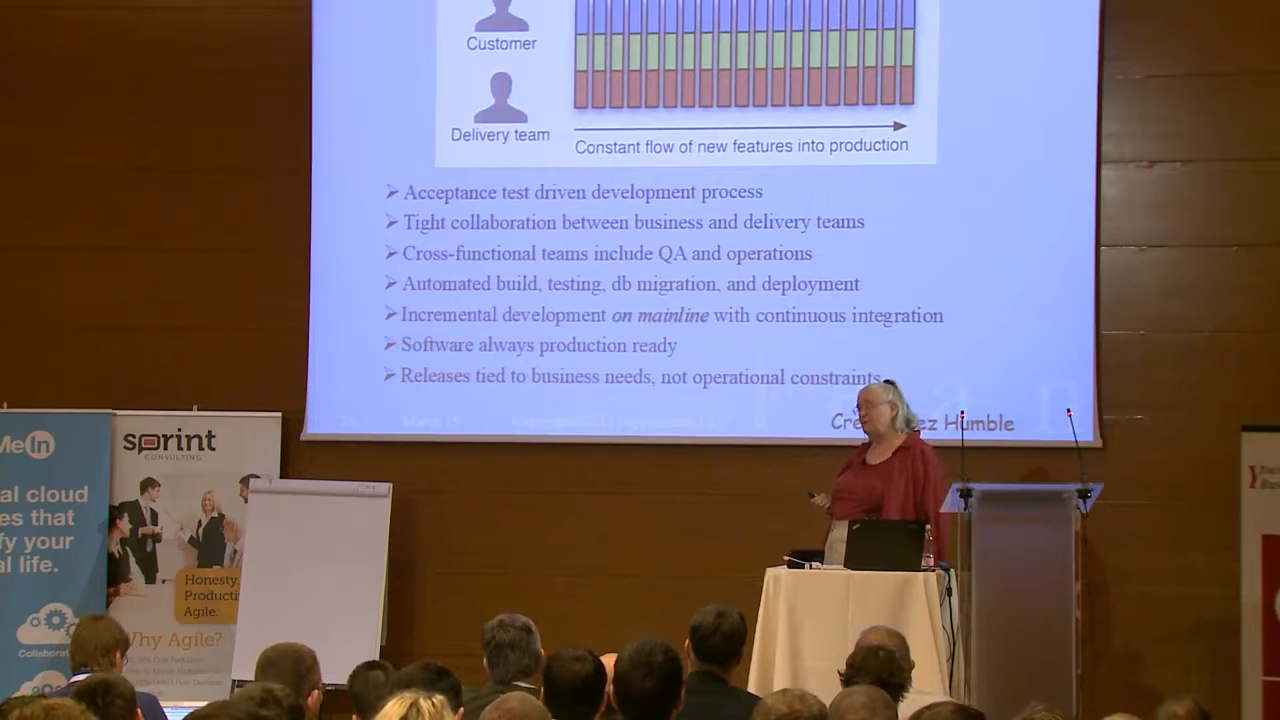 Customer
Delivery team
Constant flow of new features into production
Acceptance test driven development process
Tight collaboration between business and delivery teams
Cross-functional teams include QA and operations
Automated build, testing, db migration, and deployment
Incremental development on mainline with continuous integration
Software always production ready
Releases tied to business needs, not operational constraints
Humble
MeIn
al cloud
es that
fy your
al life.
sprint
CONSULTING
Honesty.
Agile.
Why Agile?